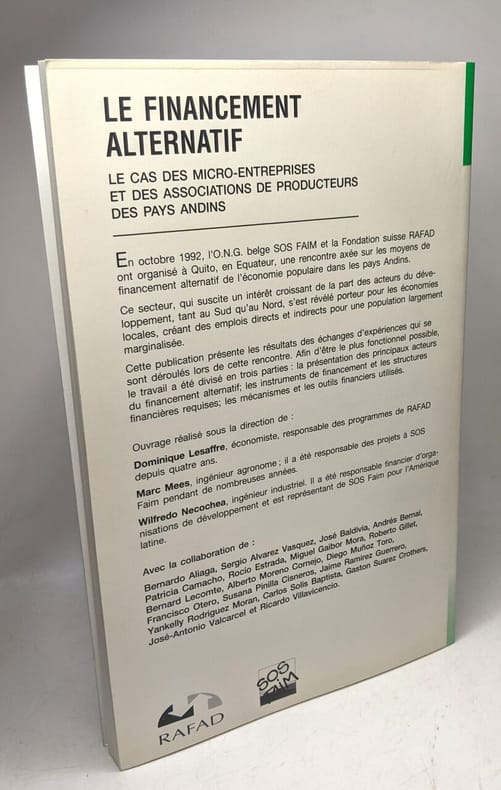 LE FINANCEMENT
ALTERNATIF
LE CAS DES MICRO-ENTREPRISES
ET DES ASSOCIATIONS DE PRODUCTEURS
DES PAYS ANDINS
En octobre 1992, l'O.N.G. belge SOS FAIM et la Fondation suisse RAFAD
ont organisé à Quito, en Equateur, une rencontre axée sur les moyens de
financement alternatif de l'économie populaire dans les pays Andins.
Ce secteur, qui suscite un intérêt croissant de la part des acteurs du déve-
loppement, tant au Sud qu'au Nord, s'est révélé porteur pour les économies
locales, créant des emplois directs et indirects pour une population largement
marginalisée.
Cette publication présente les résultats des échanges d'expériences qui se
sont déroulés lors de cette rencontre. Afin d'être le plus fonctionnel possible,
le travail a été divisé en trois parties : la présentation des principaux acteurs
du financement alternatif; les instruments de financement et les structures
financières requises; les mécanismes et les outils financiers utilisés.
Ouvrage réalisé sous la direction de :
Dominique Lesaffre, économiste, responsable des programmes de RAFAD
depuis quatre ans.
Marc Mees, ingénieur agronome ; il a été responsable des projets à SOS
Faim pendant de nombreuses années.
Wilfredo Necochea, ingénieur industriel. Il a été responsable financier d'orga-
nisations de développement et est représentant de SOS Faim pour l'Amérique
latine.
Avec la collaboration de :
Bernardo Aliaga, Sergio Alvarez Vasquez, José Baldivia, Andrés Bernal,
Patricia Camacho, Rocío Estrada, Miguel Gaibor Mora, Roberto Gillet,
Bernard Lecomte, Alberto Moreno Cornejo, Diego Muñoz Toro,
Francisco Otero, Susana Pinilla Cisneros, Jaime Ramirez Guerrero,
Yankelly Rodriguez Moran, Carlos Solis Baptista, Gaston Suarez Crothers,
José-Antonio Valcarcel et Ricardo Villavicencio.
RAFAD
SOS
FAIM